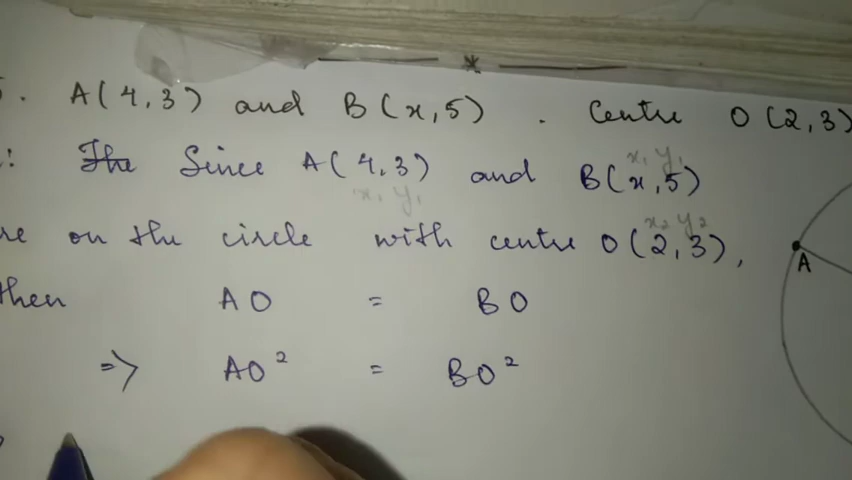 A(4,3) and B(x,5) . Centre O(2,3)
The Since A(4,3) and B(x,5)
x₁ y₁
x₁ y₁
on the circle with centre O(2,3),
x₂ y₂
A
then AO = BO
=> AO² = BO²